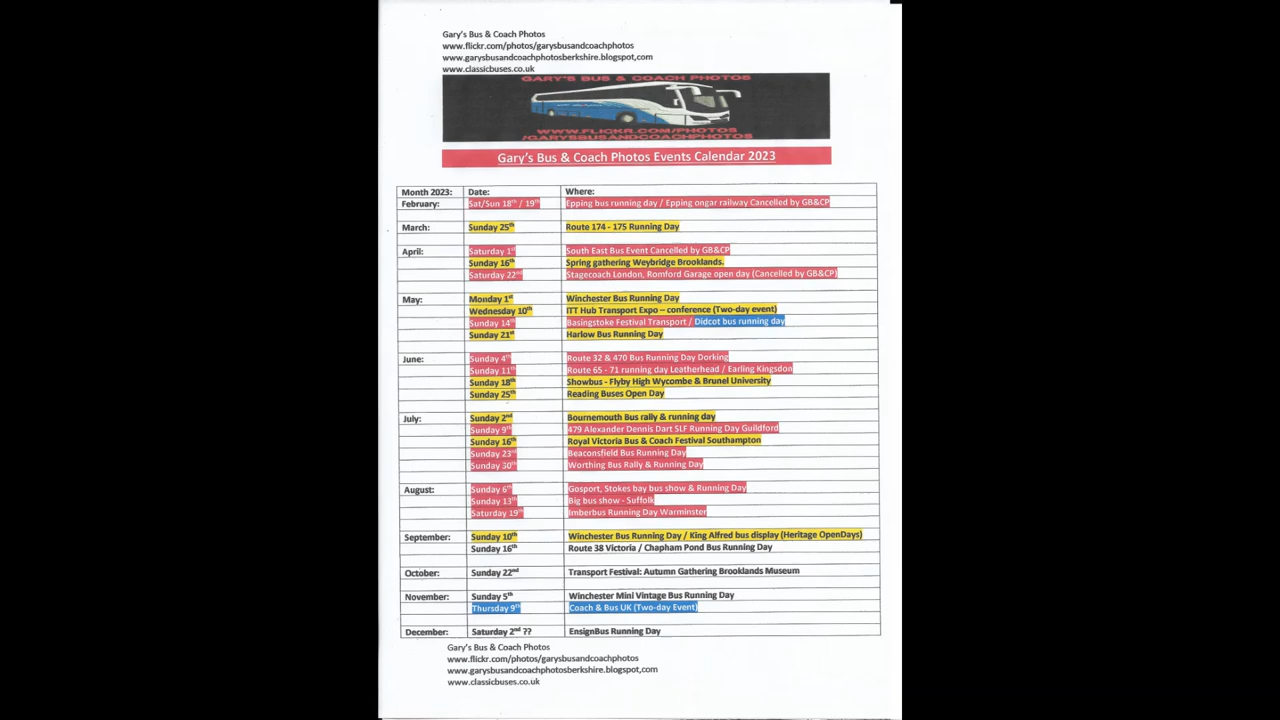 Gary's Bus & Coach Photos
www.flickr.com/photos/garysbusandcoachphotos
www.garysbusandcoachphotosberkshire.blogspot,com
www.classicbuses.co.uk
GARY'S BUS & COACH PHOTOS
WWW.FLICKR.COM/PHOTOS
/GARYSBUSANDCOACHPHOTOS
Gary's Bus & Coach Photos Events Calendar 2023
Month 2023: Date: Where:
February: Sat/Sun 18th / 19th Epping bus running day / Epping ongar railway Cancelled by GB&CP
March: Sunday 25th Route 174 - 175 Running Day
April: Saturday 1st South East Bus Event Cancelled by GB&CP
Sunday 16th Spring gathering Weybridge Brooklands.
Saturday 22nd Stagecoach London, Romford Garage open day (Cancelled by GB&CP)
May: Monday 1st Winchester Bus Running Day
Wednesday 10th ITT Hub Transport Expo – conference (Two-day event)
Sunday 14th Basingstoke Festival Transport / Didcot bus running day
Sunday 21st Harlow Bus Running Day
June: Sunday 4th Route 32 & 470 Bus Running Day Dorking
Sunday 11th Route 65 - 71 running day Leatherhead / Earling Kingsdon
Sunday 18th Showbus - Flyby High Wycombe & Brunel University
Sunday 25th Reading Buses Open Day
July: Sunday 2nd Bournemouth Bus rally & running day
Sunday 9th 479 Alexander Dennis Dart SLF Running Day Guildford
Sunday 16th Royal Victoria Bus & Coach Festival Southampton
Sunday 23rd Beaconsfield Bus Running Day
Sunday 30th Worthing Bus Rally & Running Day
August: Sunday 6th Gosport, Stokes bay bus show & Running Day
Sunday 13th Big bus show - Suffolk
Saturday 19th Imberbus Running Day Warminster
September: Sunday 10th Winchester Bus Running Day / King Alfred bus display (Heritage OpenDays)
Sunday 16th Route 38 Victoria / Chapham Pond Bus Running Day
October: Sunday 22nd Transport Festival: Autumn Gathering Brooklands Museum
November: Sunday 5th Winchester Mini Vintage Bus Running Day
Thursday 9th Coach & Bus UK (Two-day Event)
December: Saturday 2nd ?? EnsignBus Running Day
Gary's Bus & Coach Photos
www.flickr.com/photos/garysbusandcoachphotos
www.garysbusandcoachphotosberkshire.blogspot,com
www.classicbuses.co.uk